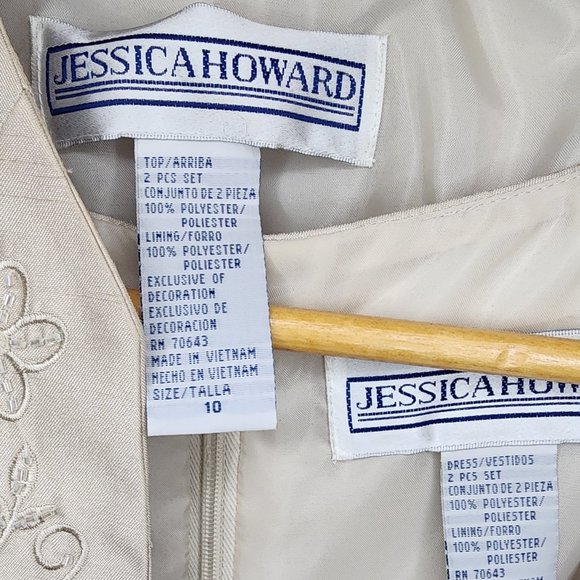 JESSICAHOWARD
TOP/ARRIBA
2 PCS SET
CONJUNTO DE 2 PIEZA
100% POLYESTER/
POLIESTER
LINING/FORRO
100% POLYESTER/
POLIESTER
EXCLUSIVE OF
DECORATION
EXCLUSIVO DE
DECORACION
RN 70643
MADE IN VIETNAM
HECHO EN VIETNAM
SIZE/TALLA
10
JESSICAHOWARD
DRESS/VESTIDOS
2 PCS SET
CONJUNTO DE 2 PIEZA
100% POLYESTER/
POLIESTER
LINING/FORRO
100% POLYESTER/
POLIESTER
RN 70643